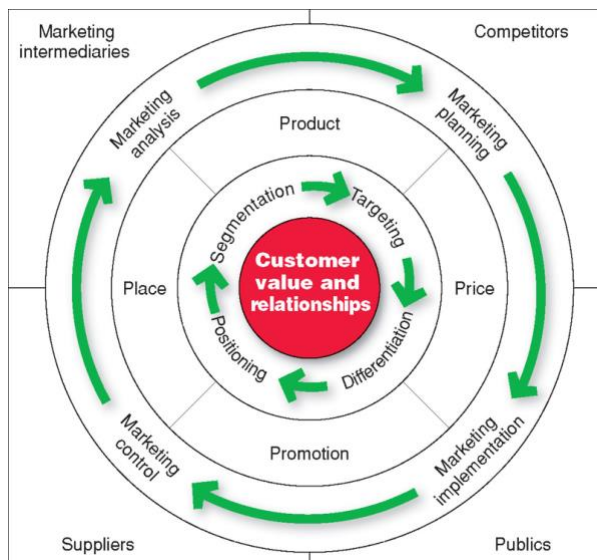 Marketing
intermediaries
Competitors
Marketing
analysis
Marketing
planning
Product
Segmentation
Targeting
Customer
value and
relationships
Place
Price
Positioning
Differentiation
Promotion
Marketing
control
Marketing
implementation
Suppliers
Publics